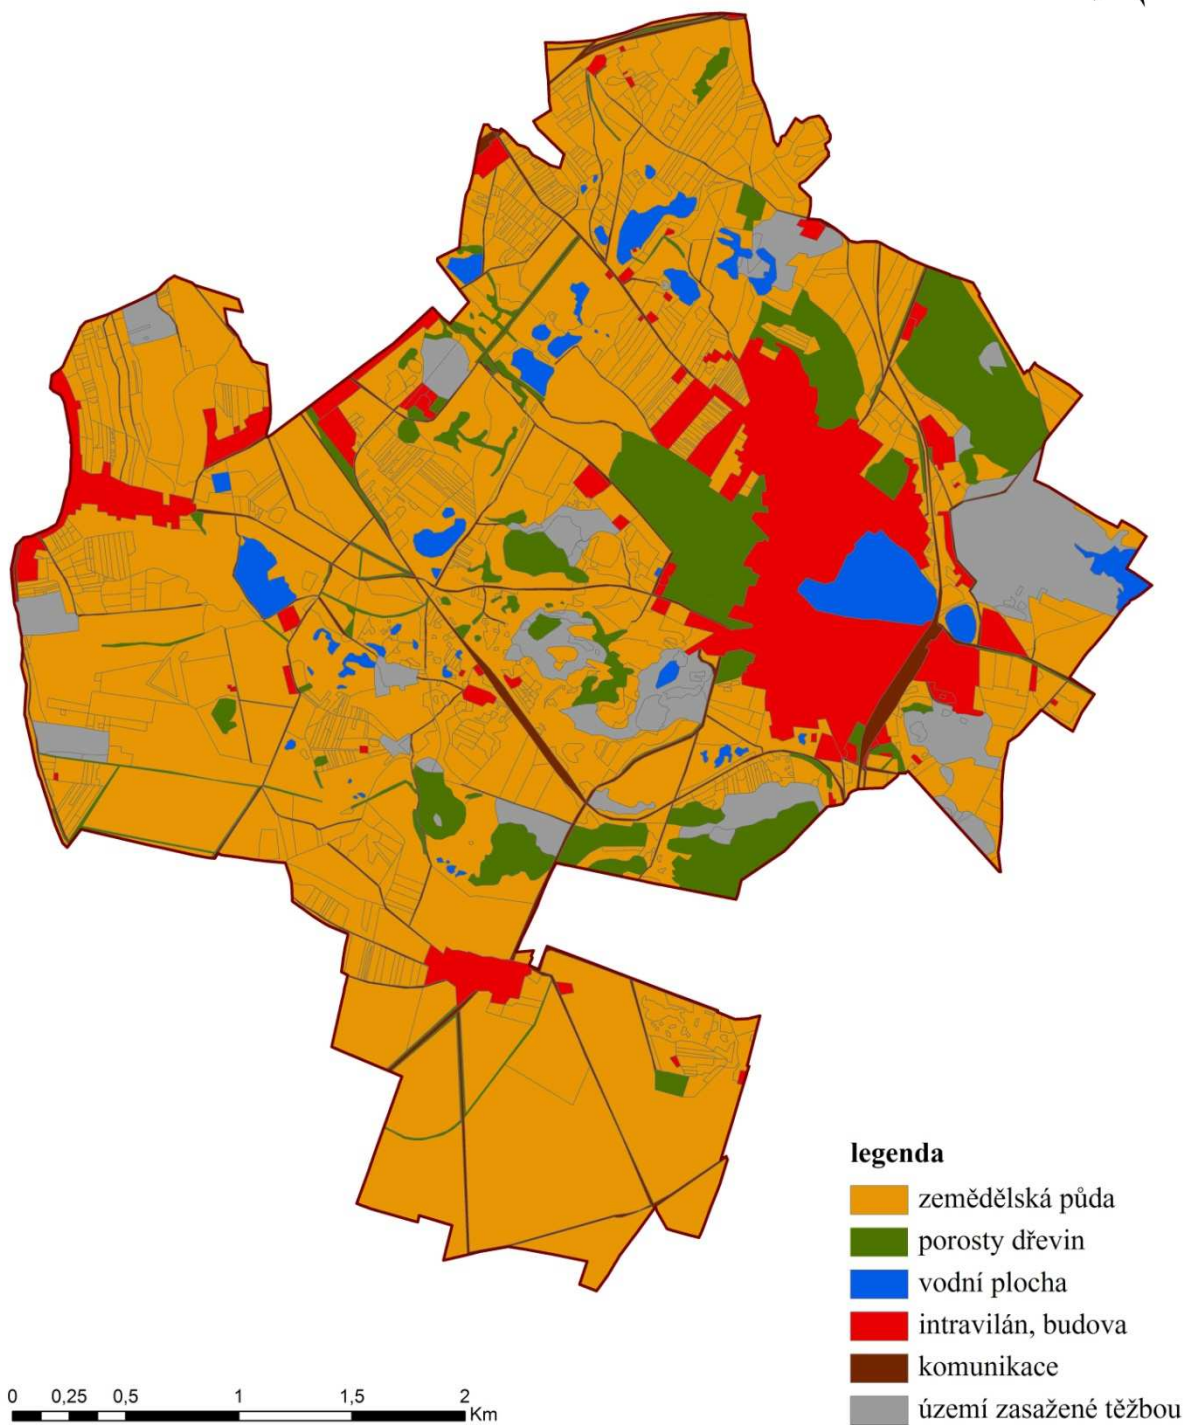 legenda
zemědělská půda
porosty dřevin
vodní plocha
intravilán, budova
komunikace
území zasažené těžbou
0 0,25 0,5 1 1,5 2
Km